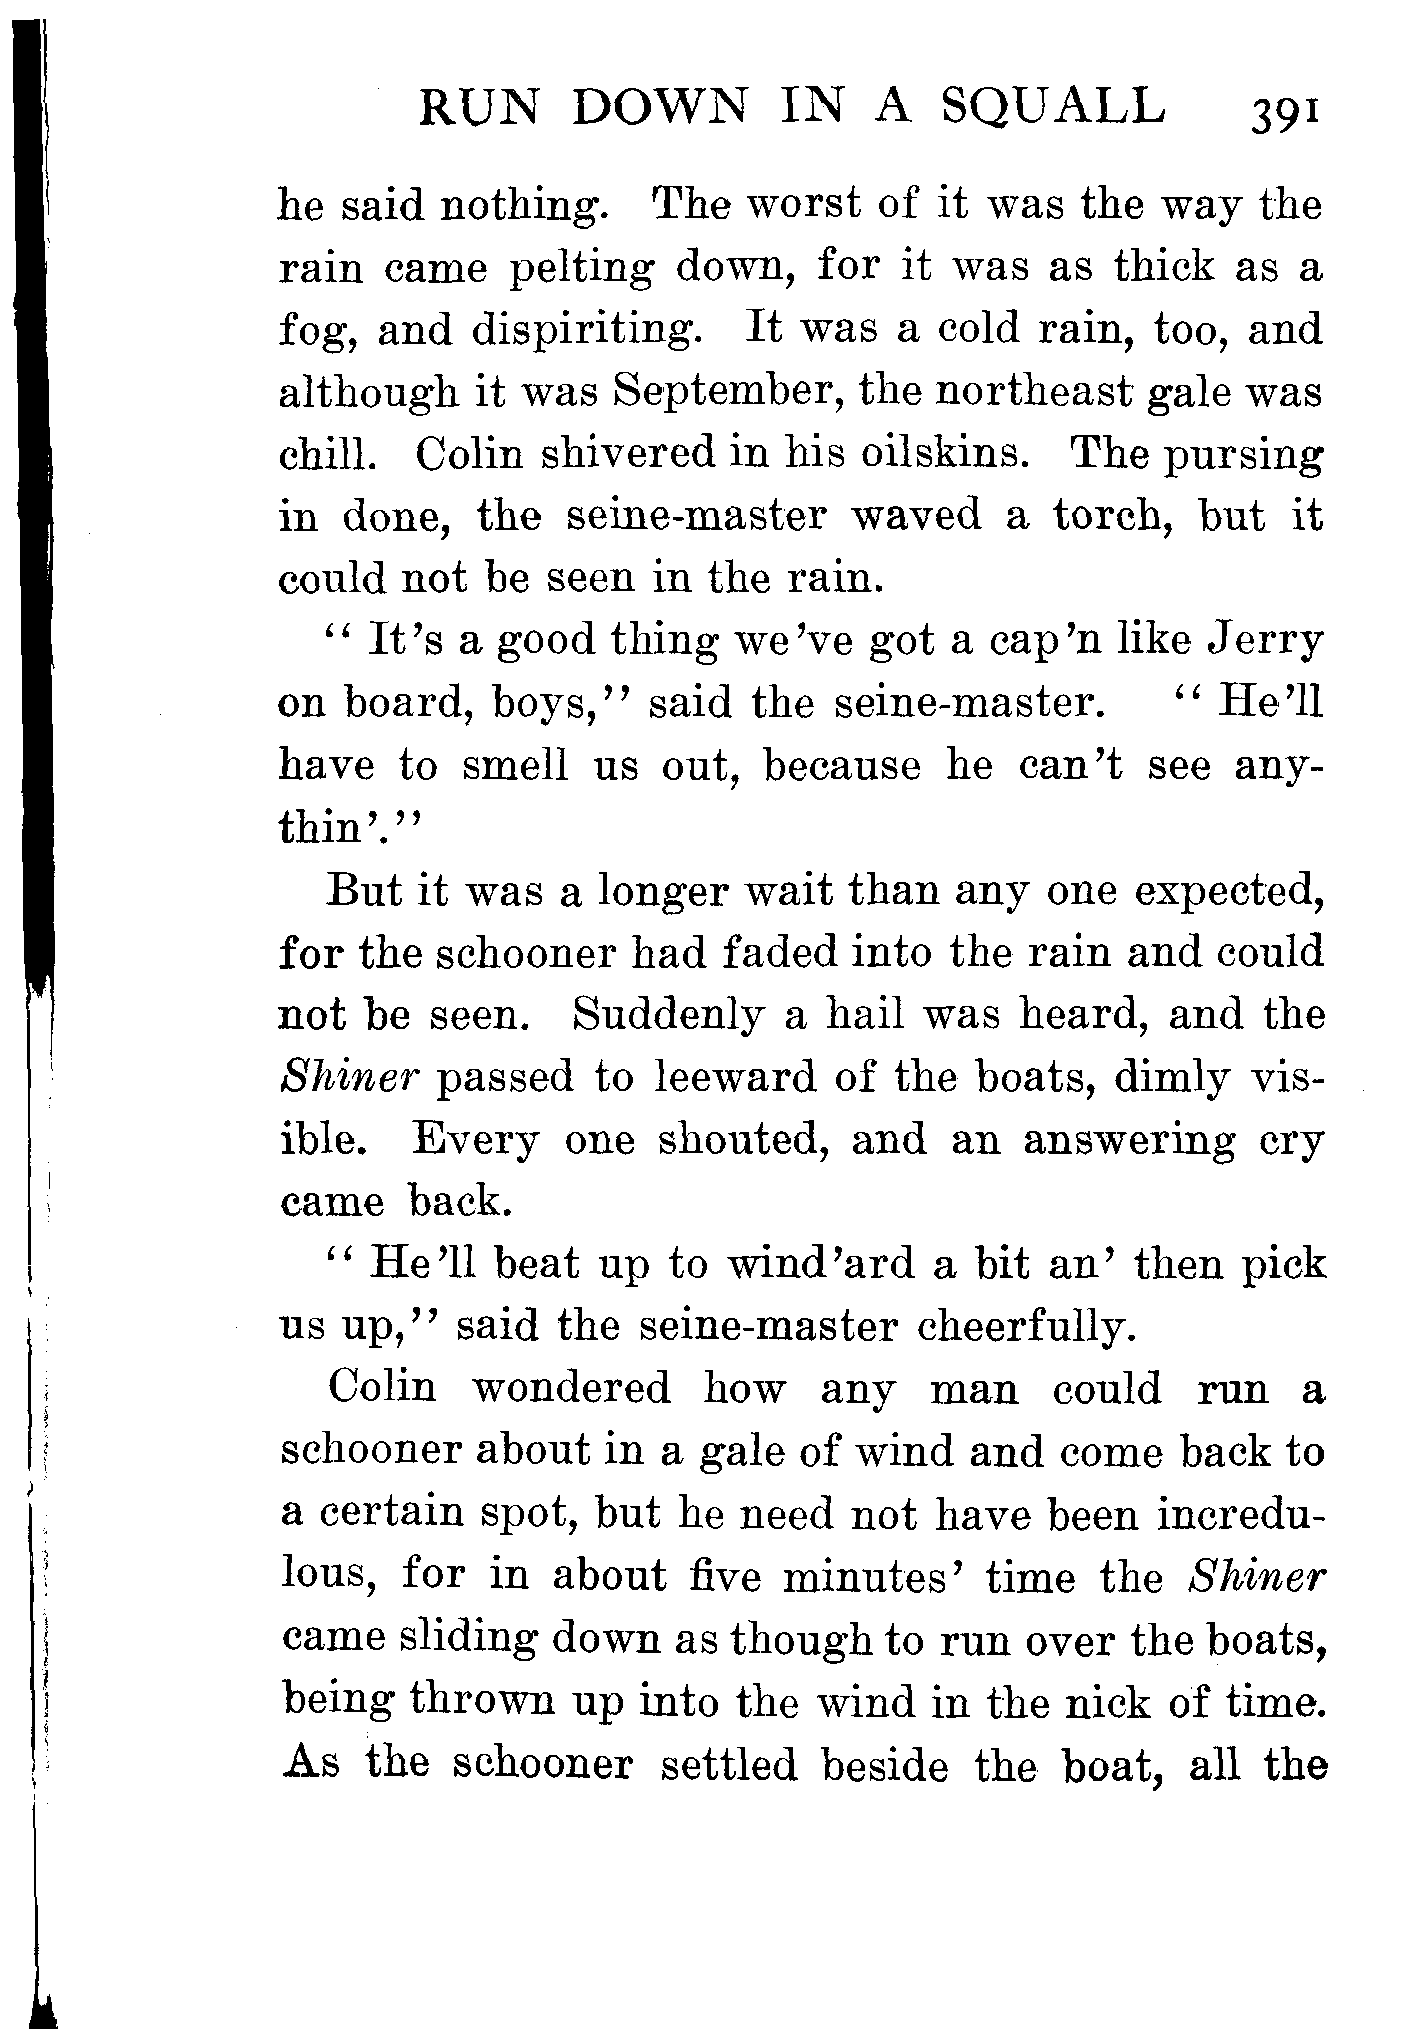 RUN DOWN IN A SQUALL 391
he said nothing. The worst of it was the way the
rain came pelting down, for it was as thick as a
fog, and dispiriting. It was a cold rain, too, and
although it was September, the northeast gale was
chill. Colin shivered in his oilskins. The pursing
in done, the seine-master waved a torch, but it
could not be seen in the rain.
“ It’s a good thing we’ve got a cap’n like Jerry
on board, boys,” said the seine-master. “ He’ll
have to smell us out, because he can’t see any-
thin’.”
But it was a longer wait than any one expected,
for the schooner had faded into the rain and could
not be seen. Suddenly a hail was heard, and the
Shiner passed to leeward of the boats, dimly vis-
ible. Every one shouted, and an answering cry
came back.
“ He’ll beat up to wind’ard a bit an’ then pick
us up,” said the seine-master cheerfully.
Colin wondered how any man could run a
schooner about in a gale of wind and come back to
a certain spot, but he need not have been incredu-
lous, for in about five minutes’ time the Shiner
came sliding down as though to run over the boats,
being thrown up into the wind in the nick of time.
As the schooner settled beside the boat, all the